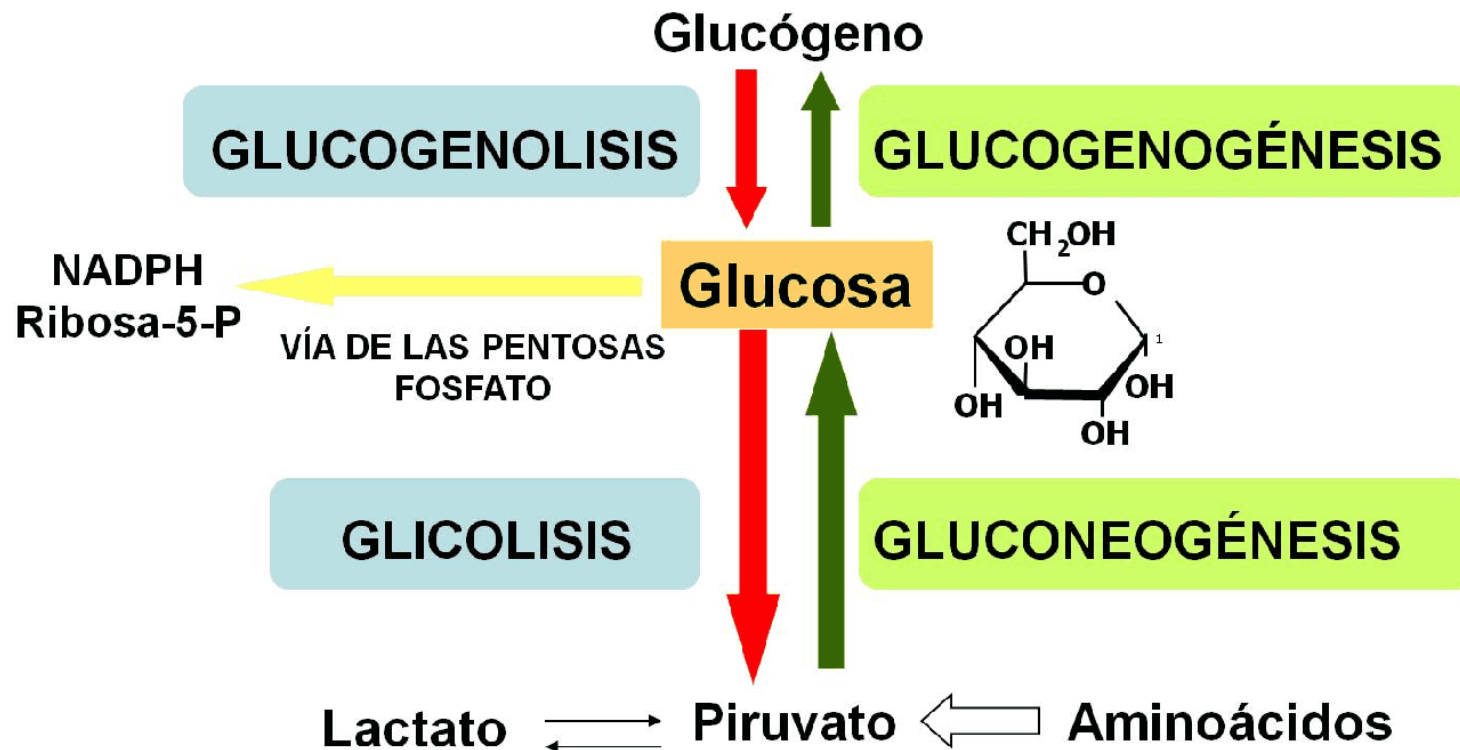 Glucógeno
GLUCOGENOLISIS
GLUCOGENOGÉNESIS
NADPH
Ribosa-5-P
Glucosa
CH₂OH
O
VÍA DE LAS PENTOSAS
FOSFATO
OH
1
OH
OH
OH
GLICOLISIS
GLUCONEOGÉNESIS
Lactato
Piruvato
Aminoácidos